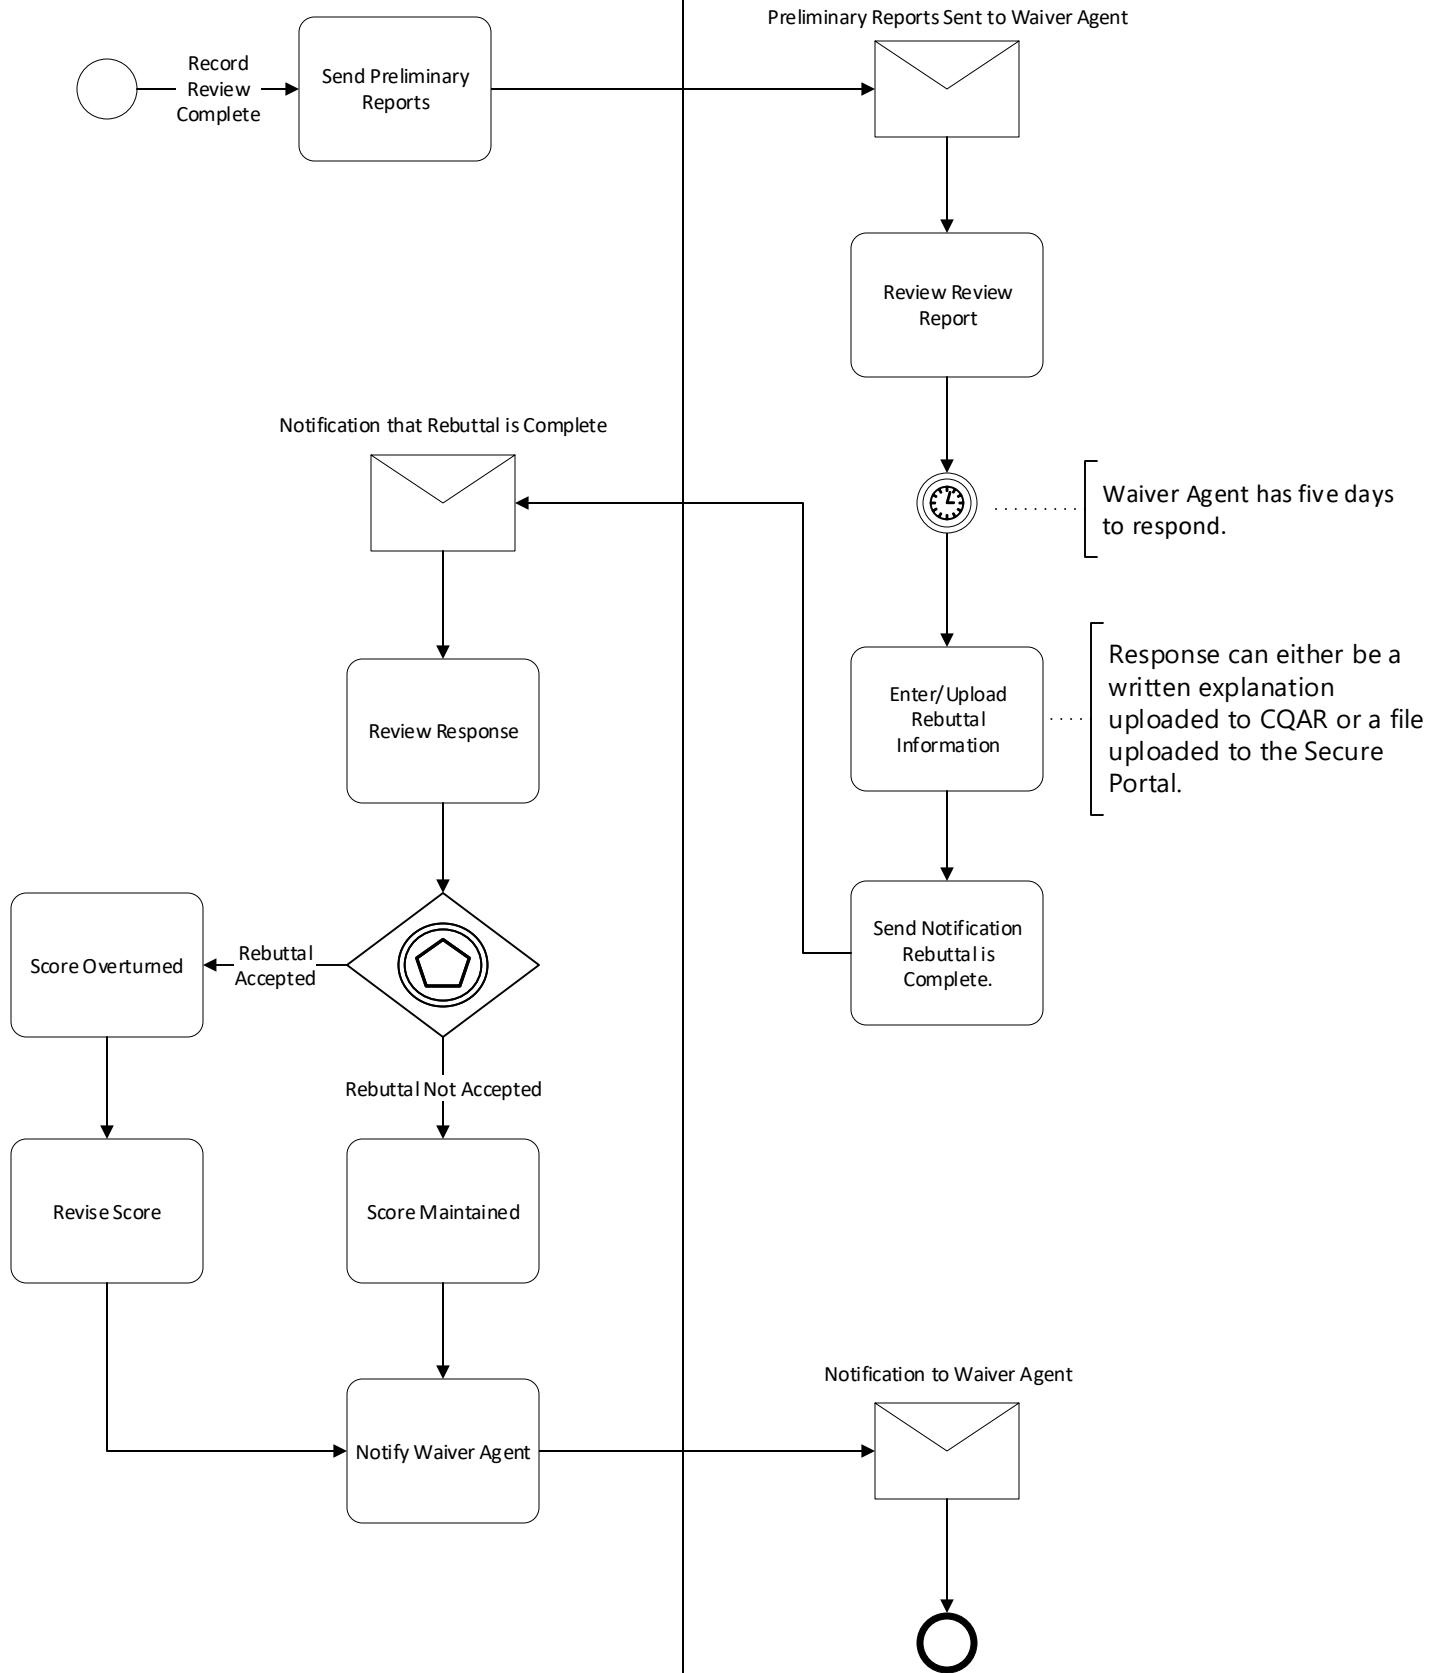 Preliminary Reports Sent to Waiver Agent
Record
Review
Complete
Send Preliminary
Reports
Review Review
Report
Notification that Rebuttal is Complete
Waiver Agent has five days
to respond.
Review Response
Enter/Upload
Rebuttal
Information
Response can either be a
written explanation
uploaded to CQAR or a file
uploaded to the Secure
Portal.
Score Overturned
Rebuttal
Accepted
Send Notification
Rebuttal is
Complete.
Rebuttal Not Accepted
Revise Score
Score Maintained
Notification to Waiver Agent
Notify Waiver Agent